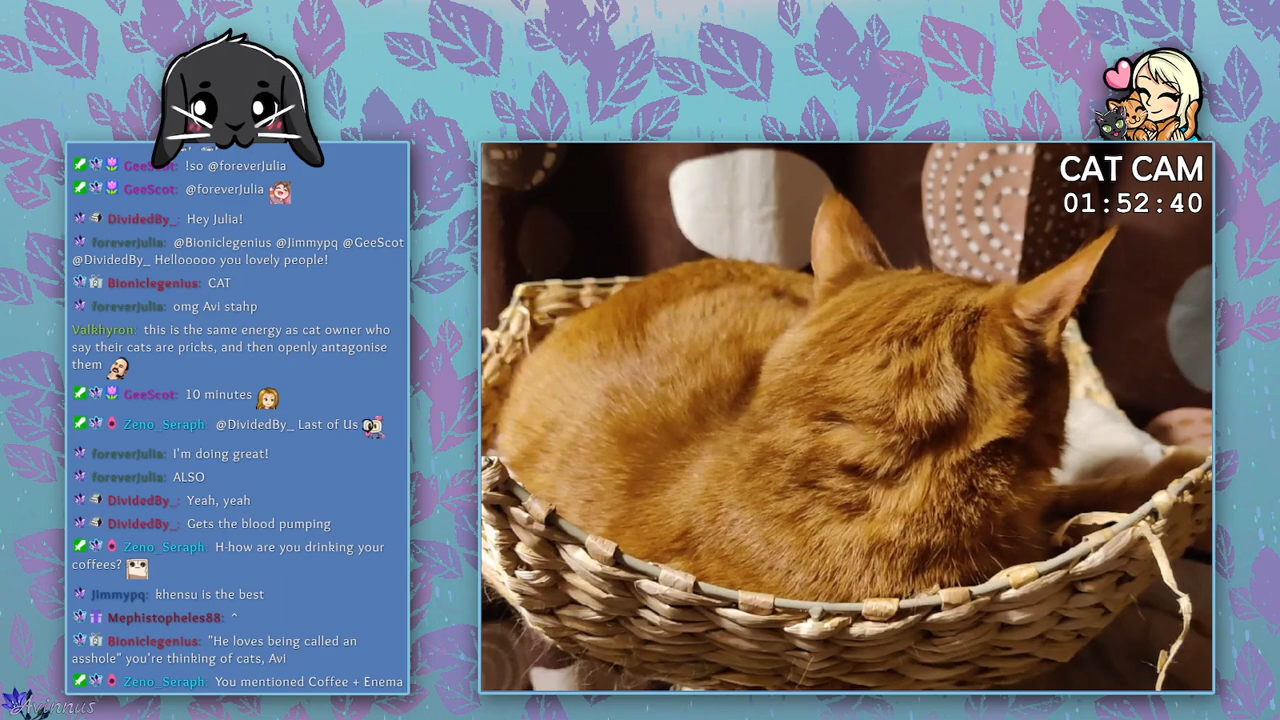 GeeScot: !so @foreverJulia
GeeScot: @foreverJulia
DividedBy_: Hey Julia!
foreverJulia: @Bioniclegenius @Jimmypq @GeeScot
@DividedBy_ Hellooooo you lovely people!
Bioniclegenius: CAT
foreverJulia: omg Avi stahp
Valkhyron: this is the same energy as cat owner who
say their cats are pricks, and then openly antagonise
them
GeeScot: 10 minutes
Zeno_Seraph: @DividedBy_ Last of Us
foreverJulia: I'm doing great!
foreverJulia: ALSO
DividedBy_: Yeah, yeah
DividedBy_: Gets the blood pumping
Zeno_Seraph: H-how are you drinking your
coffees?
Jimmypq: khensu is the best
Mephistopheles88: ^
Bioniclegenius: "He loves being called an
asshole" you're thinking of cats, Avi
Zeno_Seraph: You mentioned Coffee + Enema
Avinnus
CAT CAM
01:52:40